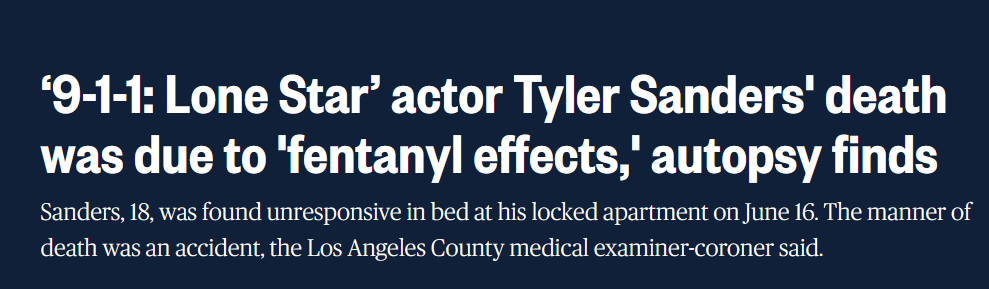 ‘9-1-1: Lone Star’ actor Tyler Sanders' death
was due to 'fentanyl effects,' autopsy finds
Sanders, 18, was found unresponsive in bed at his locked apartment on June 16. The manner of
death was an accident, the Los Angeles County medical examiner-coroner said.